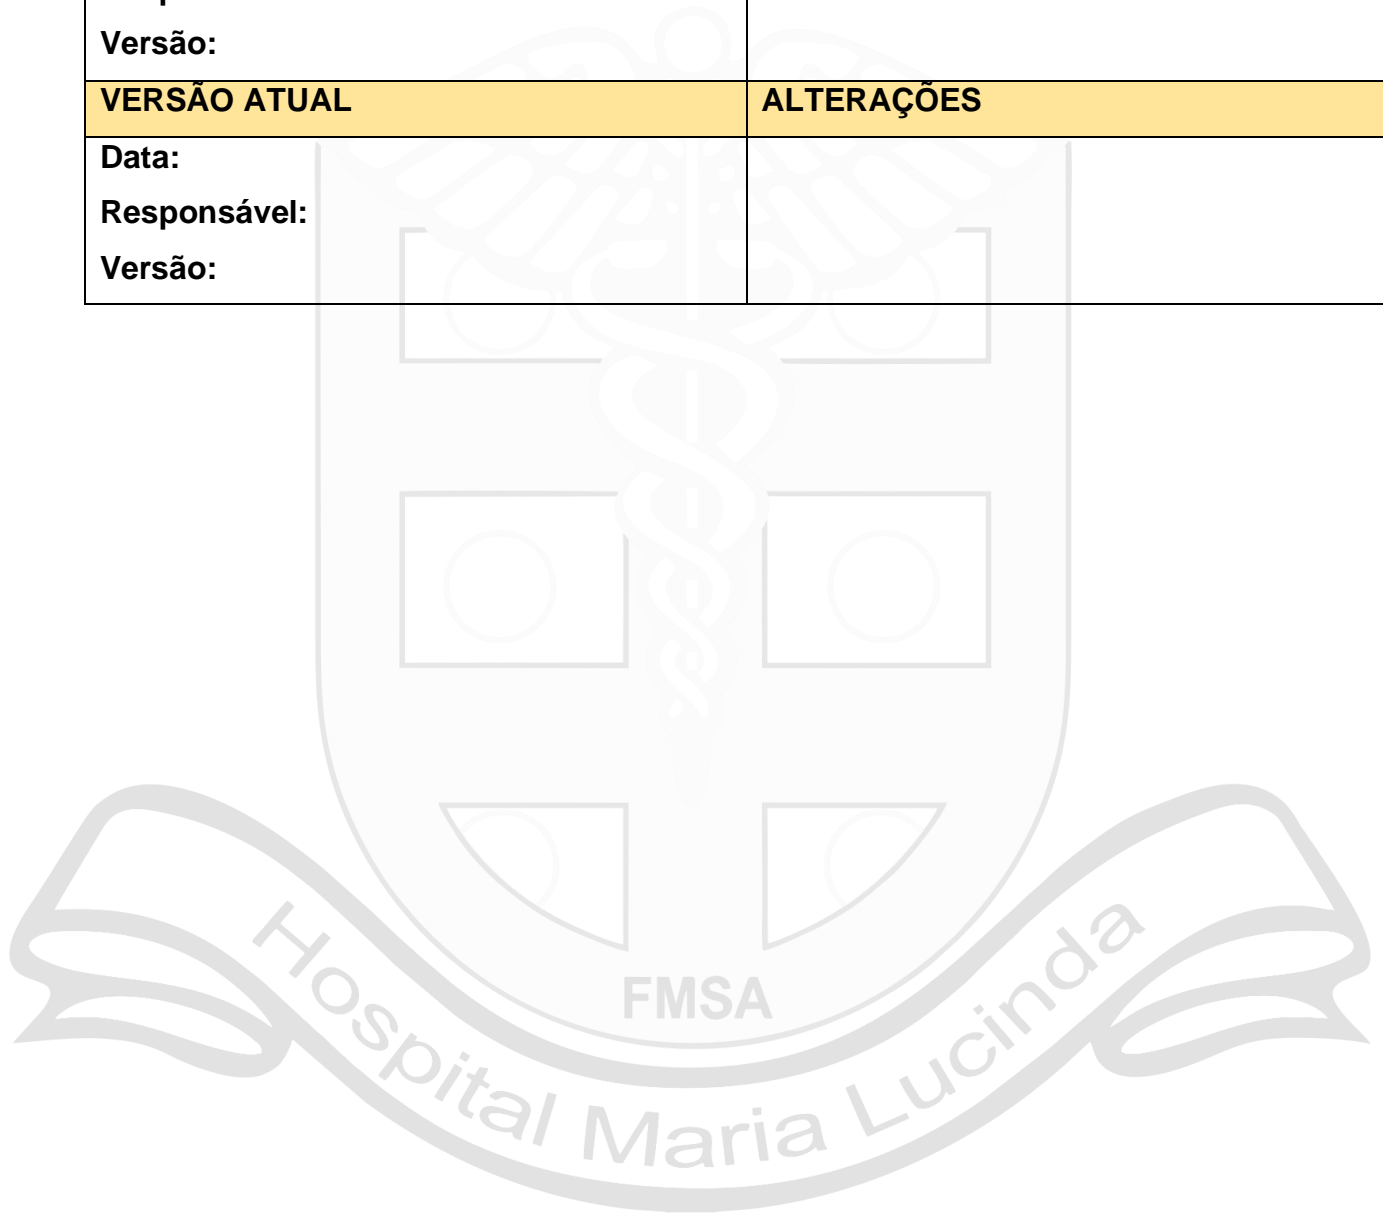 Versão:
VERSÃO ATUAL ALTERAÇÕES
Data:
Responsável:
Versão:
FMSA
Hospital Maria Lucinda